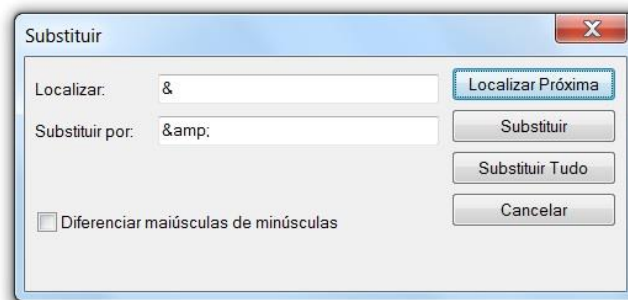 Substituir
Localizar: &
Localizar Próxima
Substituir por: &amp;
Substituir
Substituir Tudo
Cancelar
Diferenciar maiúsculas de minúsculas